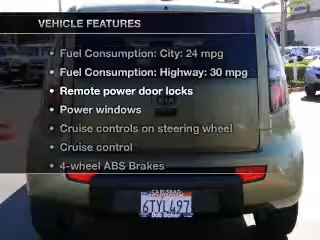 VEHICLE FEATURES
Fuel Consumption: City: 24 mpg
Fuel Consumption: Highway: 30 mpg
Remote power door locks
Power windows
Cruise controls on steering wheel
Cruise control
4-wheel ABS Brakes
KIA
CARLSBAD
6TYL497
Bob Baker